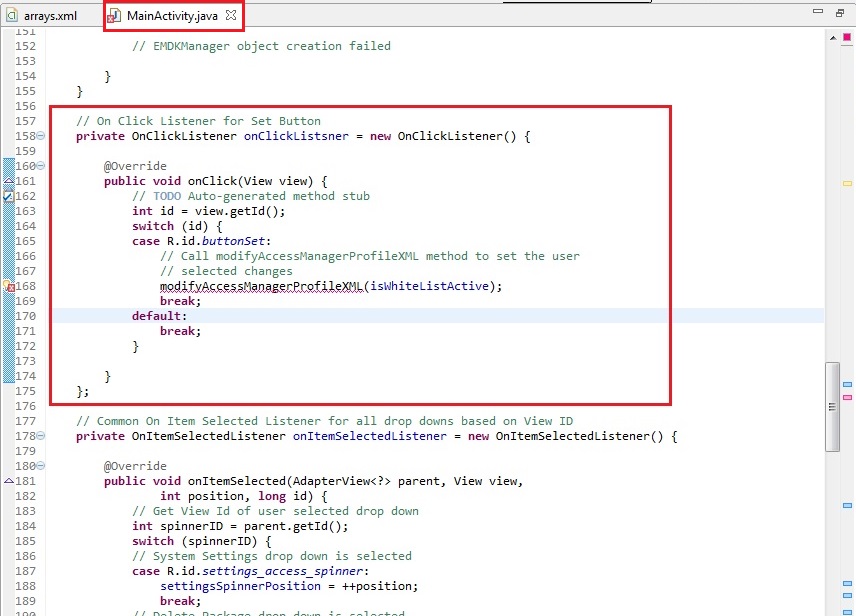 arrays.xml MainActivity.java
151
152 // EMDKManager object creation failed
153
154 }
155 }
156
157 // On Click Listener for Set Button
158 private OnClickListener onClickListsner = new OnClickListener() {
159
160 @Override
161 public void onClick(View view) {
162 // TODO Auto-generated method stub
163 int id = view.getId();
164 switch (id) {
165 case R.id.buttonSet:
166 // Call modifyAccessManagerProfileXML method to set the user
167 // selected changes
168 modifyAccessManagerProfileXML(isWhiteListActive);
169 break;
170 default:
171 break;
172 }
173
174 }
175 };
176
177 // Common On Item Selected Listener for all drop downs based on View ID
178 private OnItemSelectedListener onItemSelectedListener = new OnItemSelectedListener() {
179
180 @Override
181 public void onItemSelected(AdapterView<?> parent, View view,
182 int position, long id) {
183 // Get View Id of user selected drop down
184 int spinnerID = parent.getId();
185 switch (spinnerID) {
186 // System Settings drop down is selected
187 case R.id.settings_access_spinner:
188 settingsSpinnerPosition = ++position;
189 break;
190 // Delete Package drop down is selected